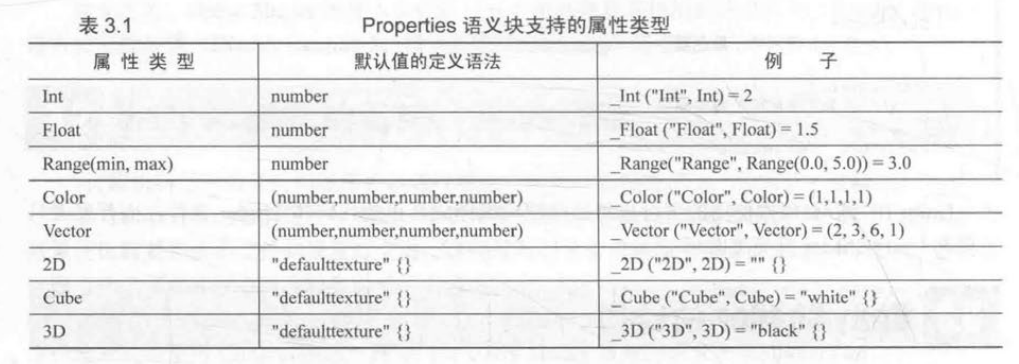 表 3.1 Properties 语义块支持的属性类型
属 性 类 型 默认值的定义语法 例 子
Int number _Int ("Int", Int) = 2
Float number _Float ("Float", Float) = 1.5
Range(min, max) number _Range("Range", Range(0.0, 5.0)) = 3.0
Color (number,number,number,number) _Color ("Color", Color) = (1,1,1,1)
Vector (number,number,number,number) _Vector ("Vector", Vector) = (2, 3, 6, 1)
2D "defaulttexture" {} _2D ("2D", 2D) = "" {}
Cube "defaulttexture" {} _Cube ("Cube", Cube) = "white" {}
3D "defaulttexture" {} _3D ("3D", 3D) = "black" {}